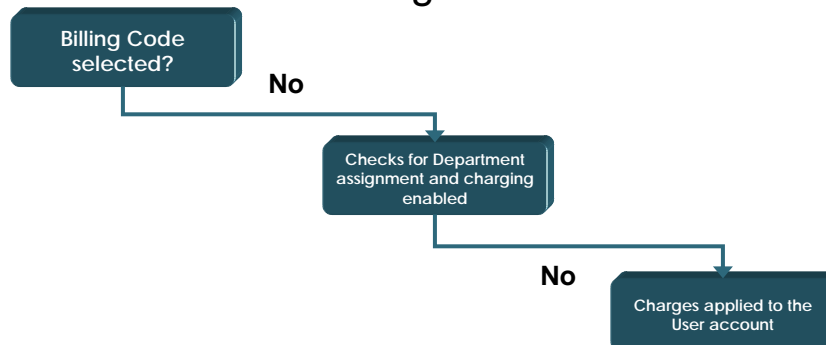 Billing Code
selected?
No
Checks for Department
assignment and charging
enabled
No
Charges applied to the
User account